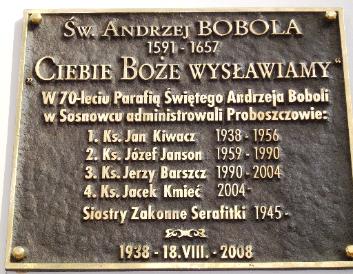 Św. Andrzej BOBOLA
1591 - 1657
„CIEBIE BOŻE WYSŁAWIAMY"
W 70-leciu Parafią Świętego Andrzeja Boboli
w Sosnowcu administrowali Proboszczowie:
1. Ks. Jan Kiwacz 1938 - 1956
2. Ks. Józef Janson 1959 - 1990
3. Ks. Jerzy Barszcz 1990 - 2004
4. Ks. Jacek Kmieć 2004 -
Siostry Zakonne Serafitki 1945 -
1938 - 18.VIII. - 2008